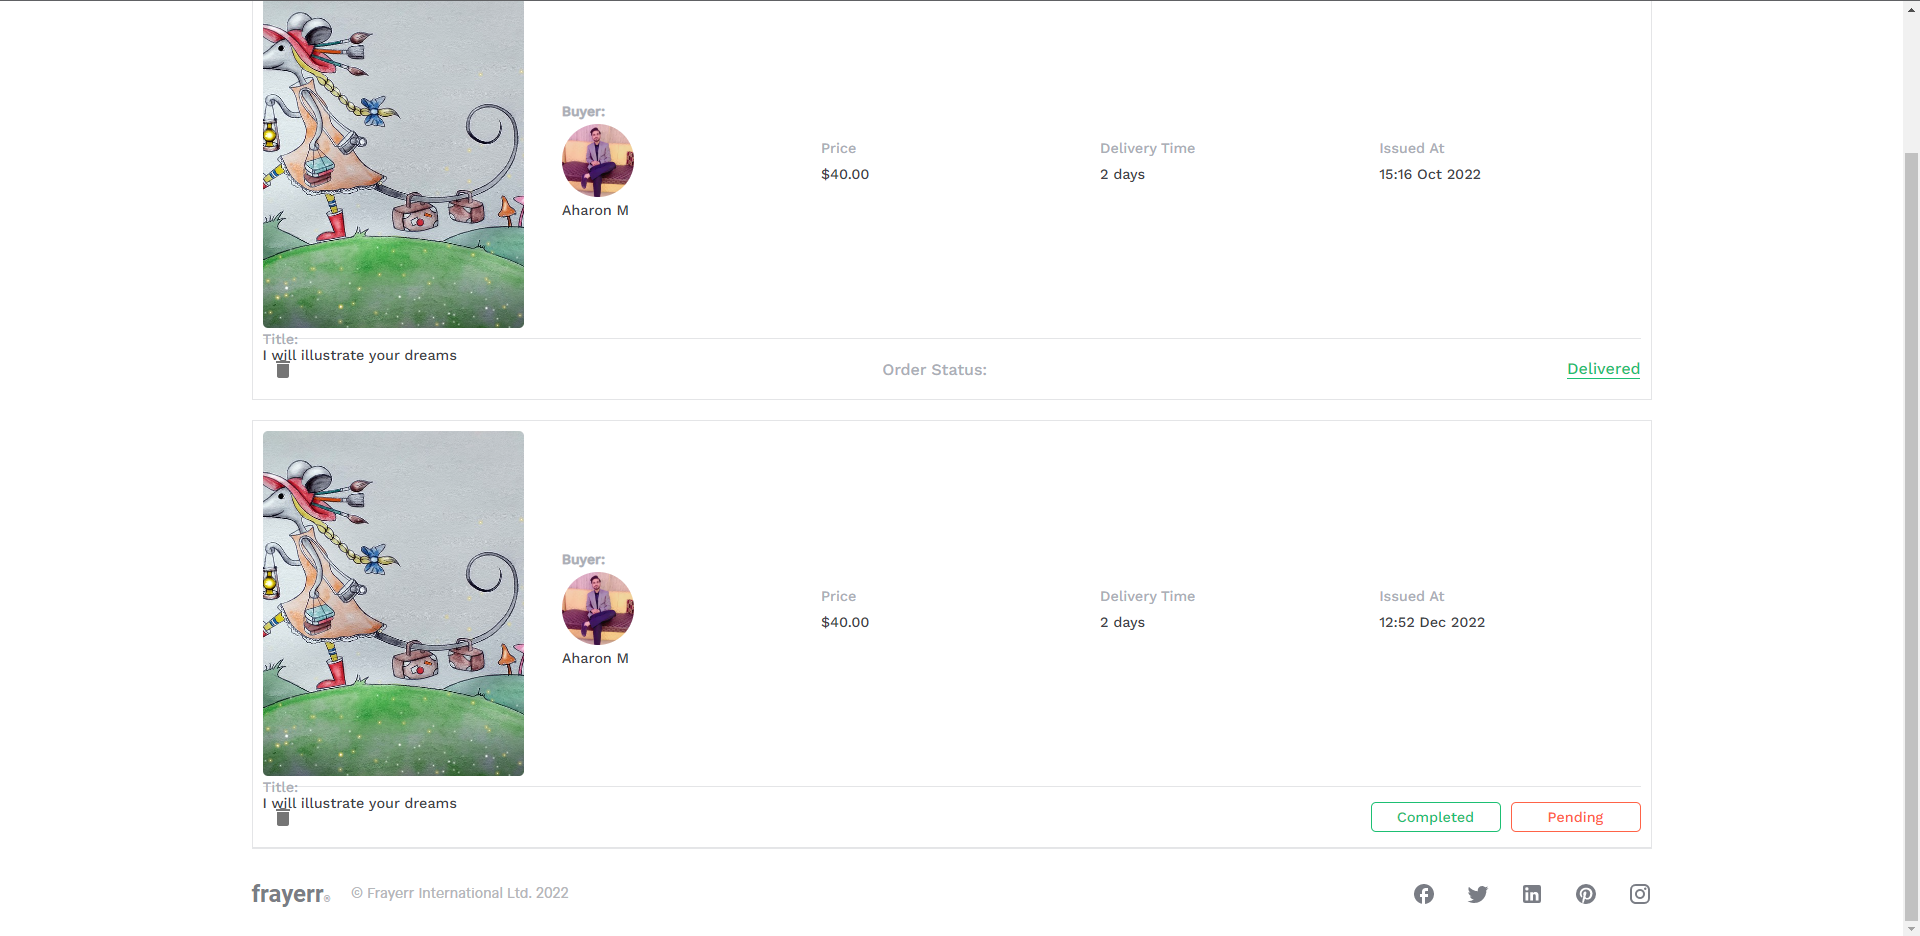 Buyer:
Aharon M
Price
$40.00
Delivery Time
2 days
Issued At
15:16 Oct 2022
Title:
I will illustrate your dreams
Order Status:
Delivered
Buyer:
Aharon M
Price
$40.00
Delivery Time
2 days
Issued At
12:52 Dec 2022
Title:
I will illustrate your dreams
Completed
Pending
frayerr®
© Frayerr International Ltd. 2022